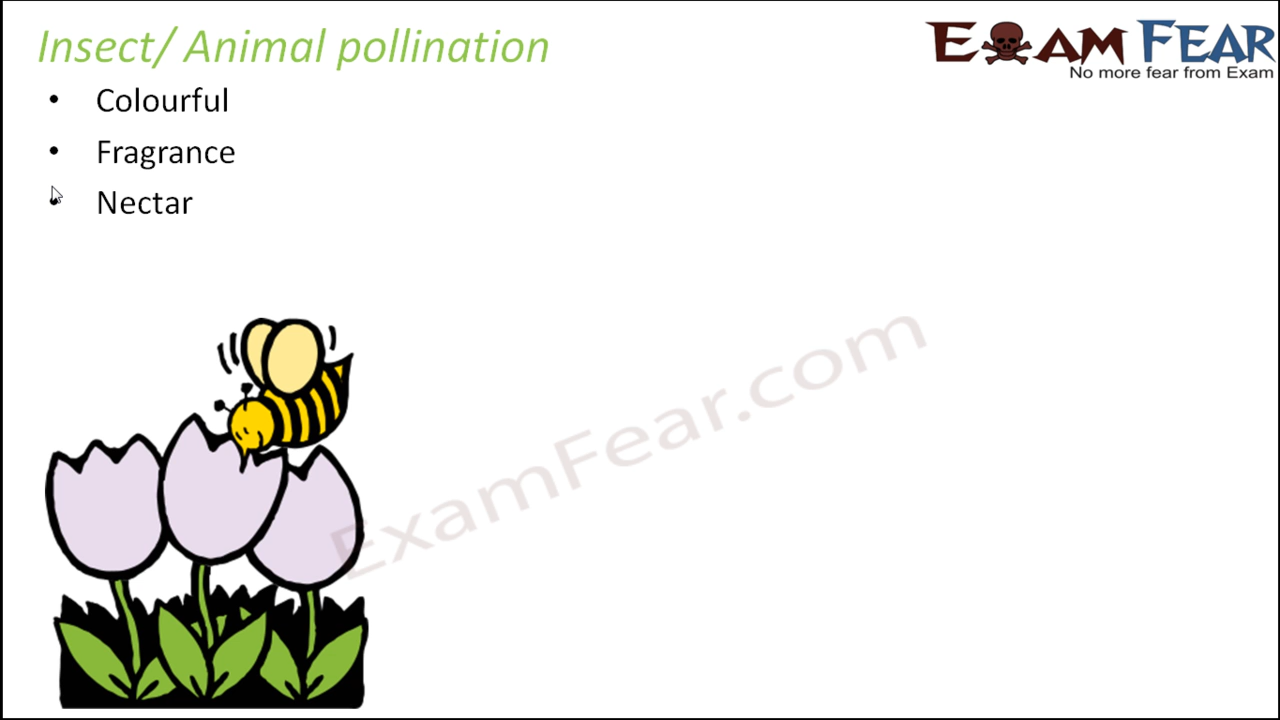 Insect/ Animal pollination
EXAM FEAR
No more fear from Exam
• Colourful
• Fragrance
• Nectar
ExamFear.com